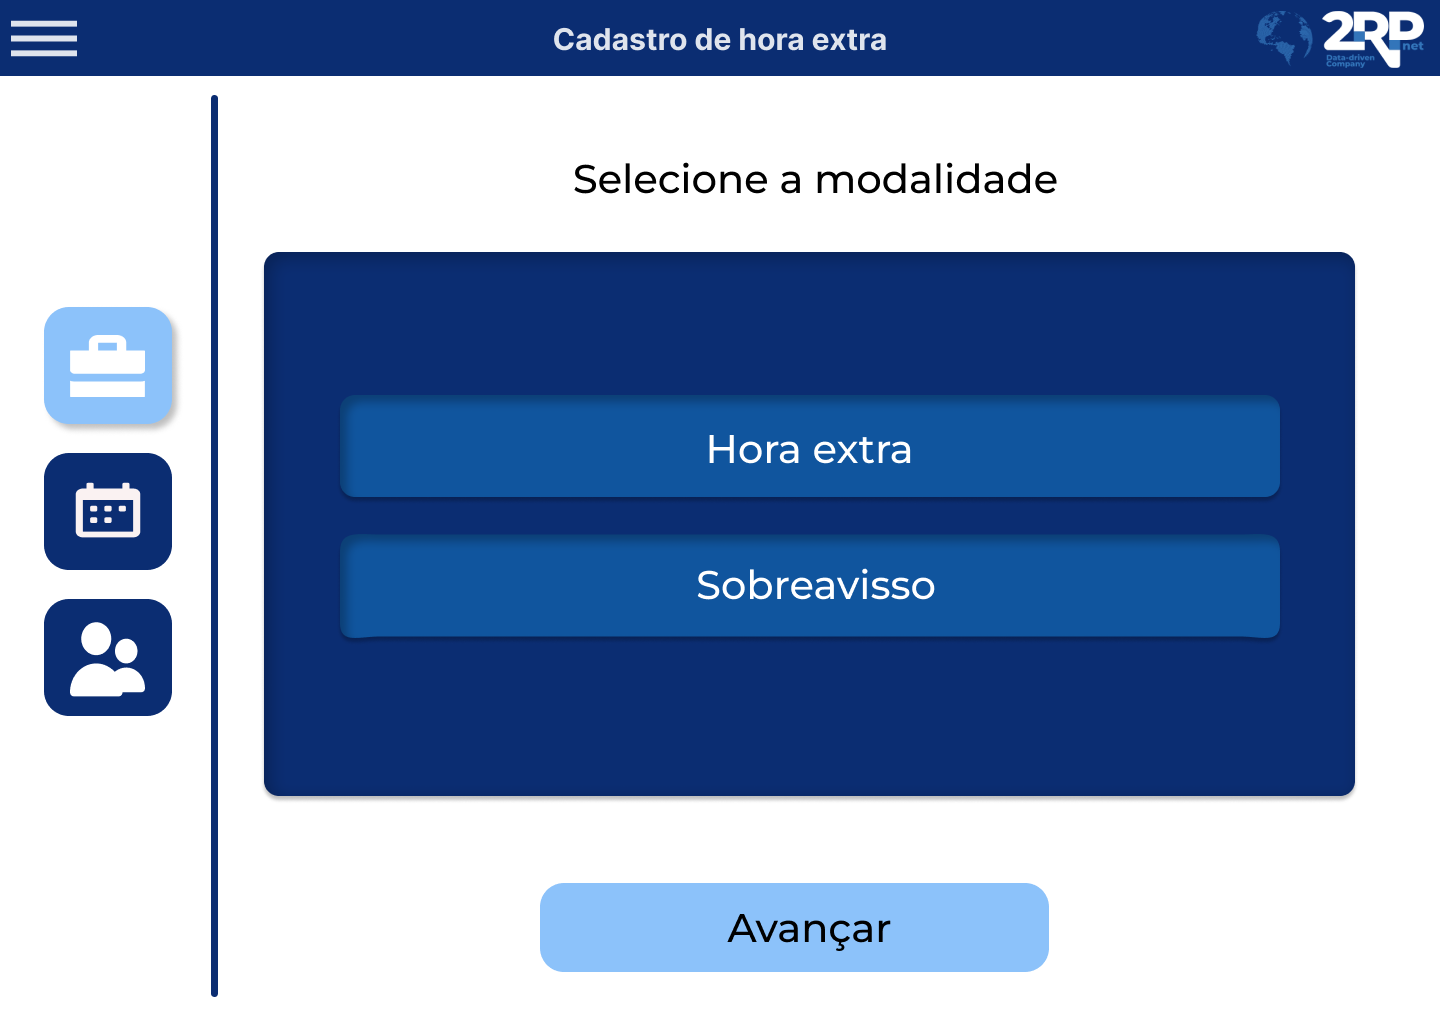 Cadastro de hora extra
2RP
net
Data-driven
Company
Selecione a modalidade
Hora extra
Sobreavisso
Avançar